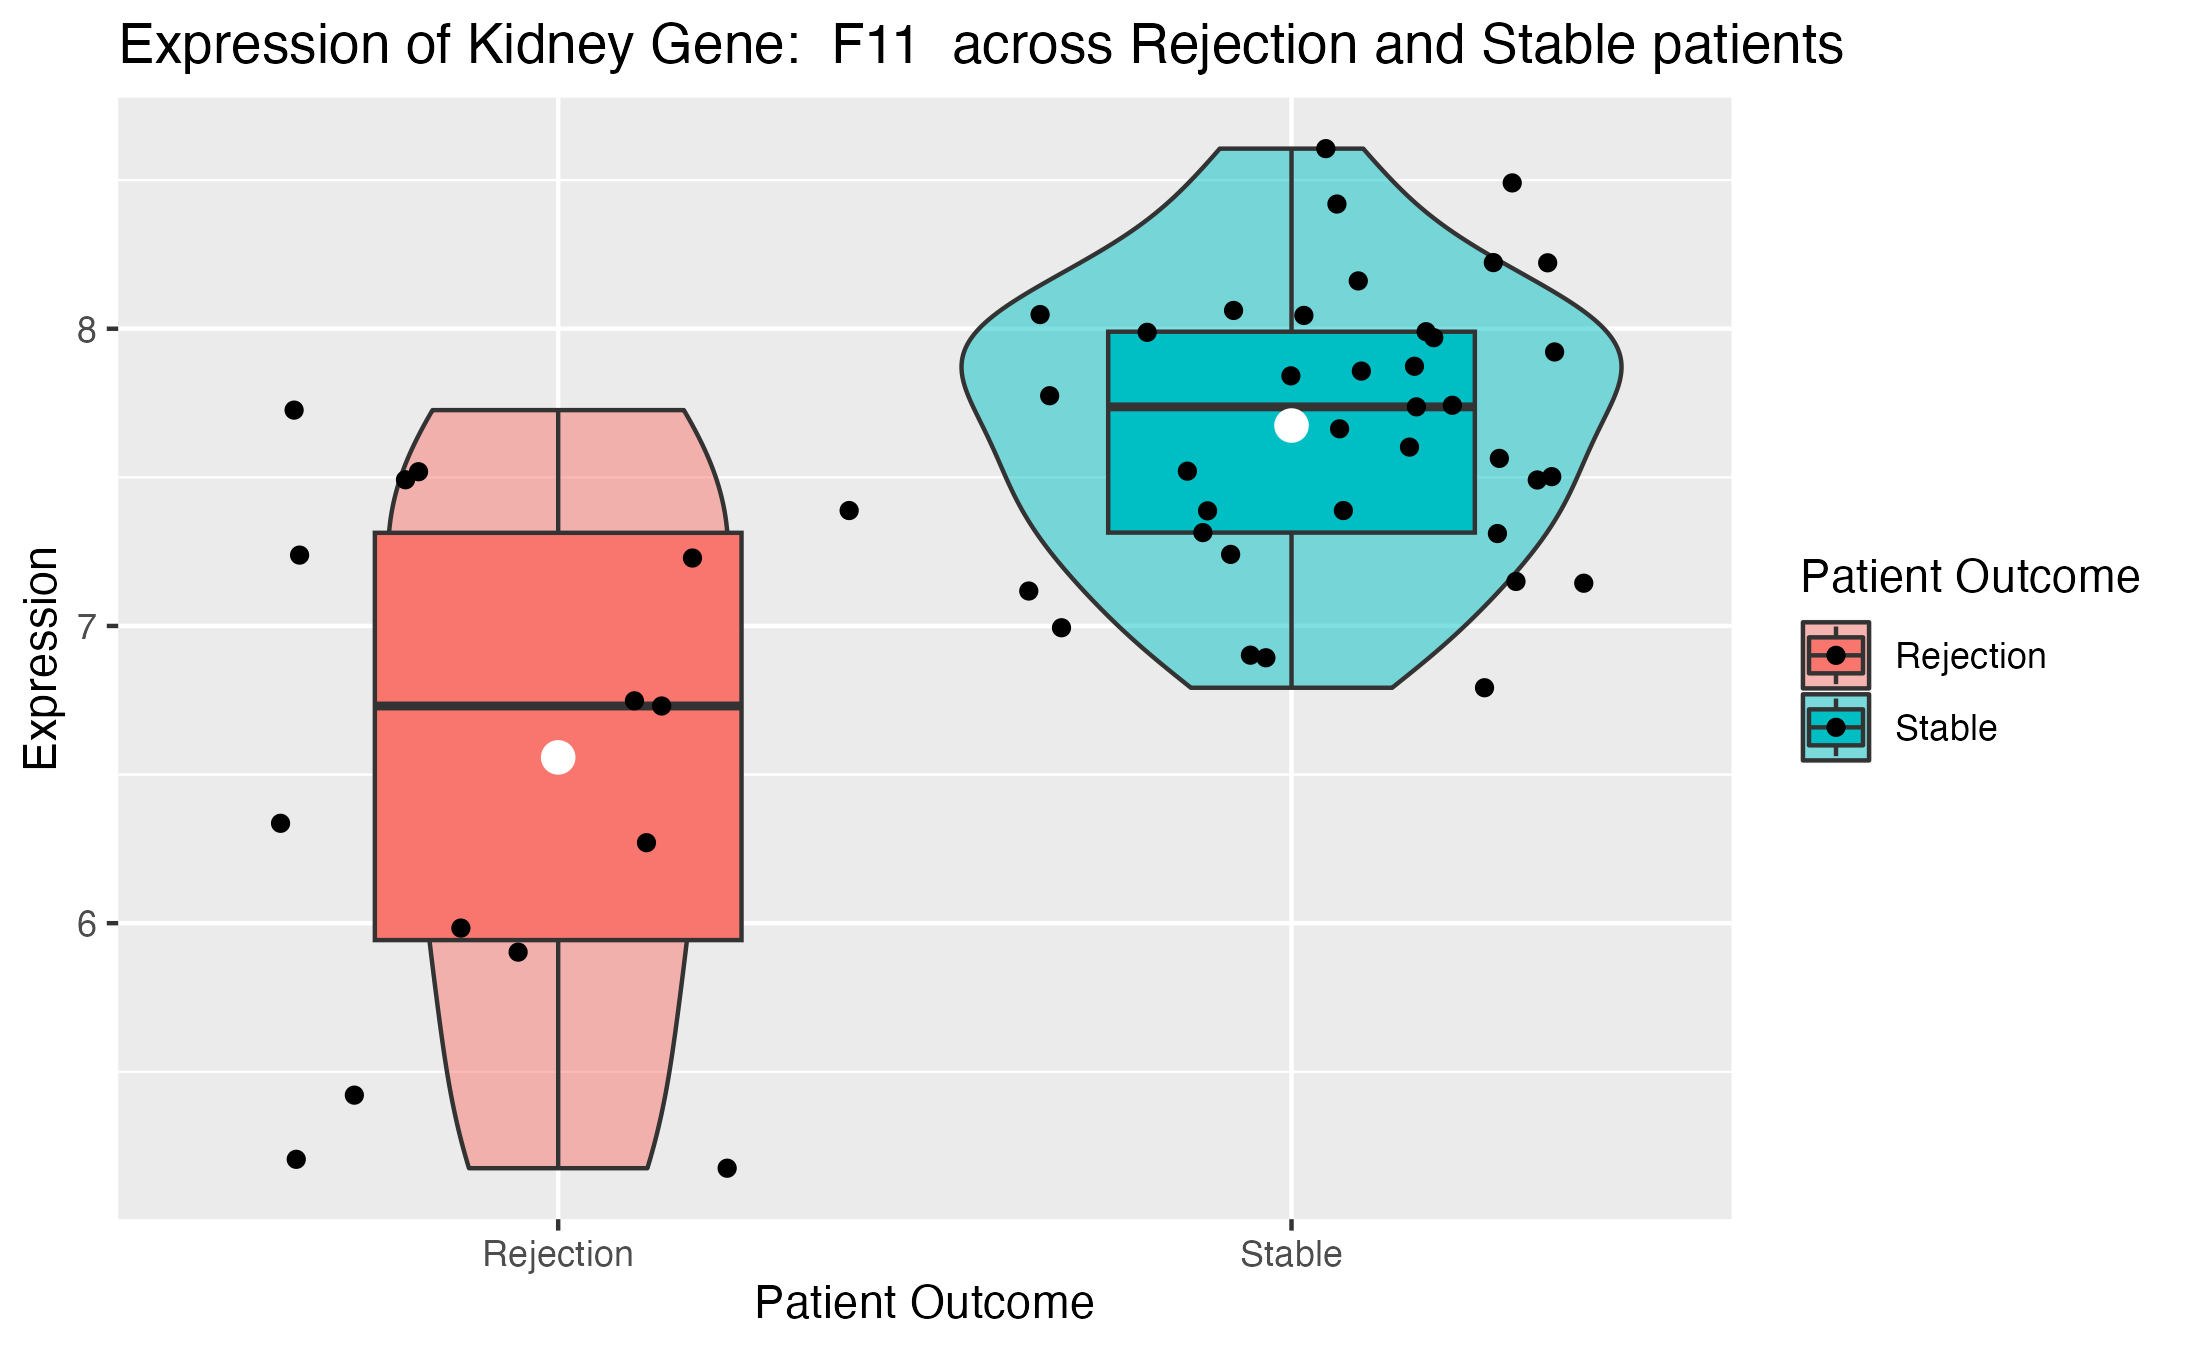 Expression of Kidney Gene:  F11  across Rejection and Stable patients
Expression
8
7
6
Rejection
Stable
Patient Outcome
Patient Outcome
Rejection
Stable